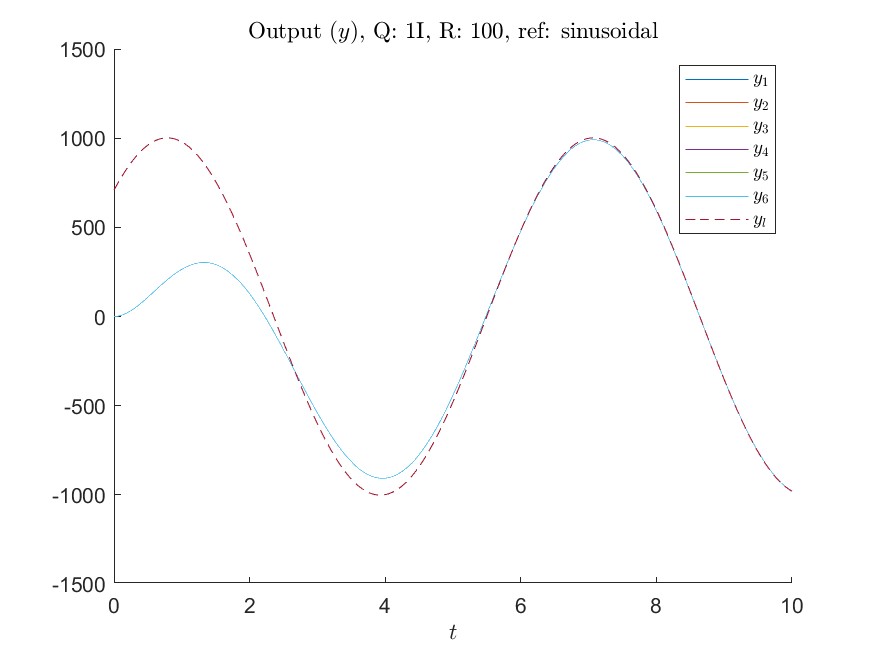 Output (y), Q: 1I, R: 100, ref: sinusoidal
1500
1000
500
0
-500
-1000
-1500
0 2 4 6 8 10
t
y1
y2
y3
y4
y5
y6
yl